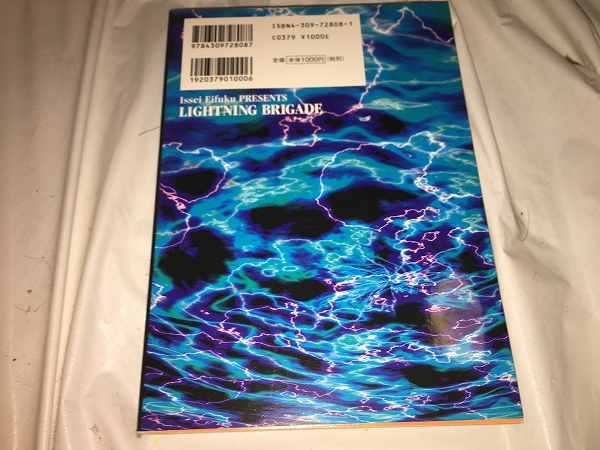 ISBN4-309-72808-1
C0379 ¥1000E
定価 本体1000円 (税別)
9784309728087
1920379010006
Issei Eifuku PRESENTS
LIGHTNING BRIGADE